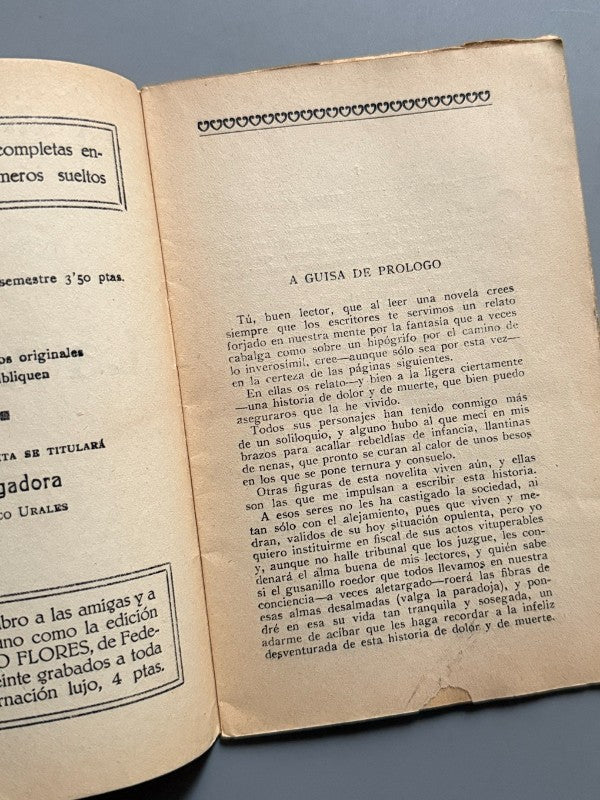 completas en-
meros sueltos
semestre 3'50 ptas.
os originales
bliquen
ITA SE TITULARÁ
gadora
CO URALES
ibro a las amigas y a
uno como la edición
O FLORES, de Fede-
einte grabados a toda
rnación lujo, 4 ptas.
A GUISA DE PROLOGO
Tú, buen lector, que al leer una novela crees
siempre que los escritores te servimos un relato
forjado en nuestra mente por la fantasía que a veces
cabalga como sobre un hipógrifo por el camino de
lo inverosímil, cree—aunque sólo sea por esta vez—
en la certeza de las páginas siguientes.
En ellas os relato—y bien a la ligera ciertamente
—una historia de dolor y de muerte, que bien puedo
aseguraros que la he vivido.
Todos sus personajes han tenido conmigo más
de un soliloquio, y alguno hubo al que mecí en mis
brazos para acallar rebeldías de infancia, llantinas
de nenas, que pronto se curan al calor de unos besos
en los que se pone ternura y consuelo.
Otras figuras de esta novelita viven aún, y ellas
son las que me impulsan a escribir esta historia.
A esos seres no les ha castigado la sociedad, ni
tan sólo con el alejamiento, pues que viven y me-
dran, validos de su hoy situación opulenta, pero yo
quiero instituirme en fiscal de sus actos vituperables
y, aunque no halle tribunal que los juzgue, les con-
denará el alma buena de mis lectores, y quién sabe
si el gusanillo roedor que todos llevamos en nuestra
conciencia—a veces aletargado—roerá las fibras de
esas almas desalmadas (valga la paradoja), y pon-
dré en esa su vida tan tranquila y sosegada, un
adarme de acíbar que les haga recordar a la infeliz
desventurada de esta historia de dolor y de muerte.